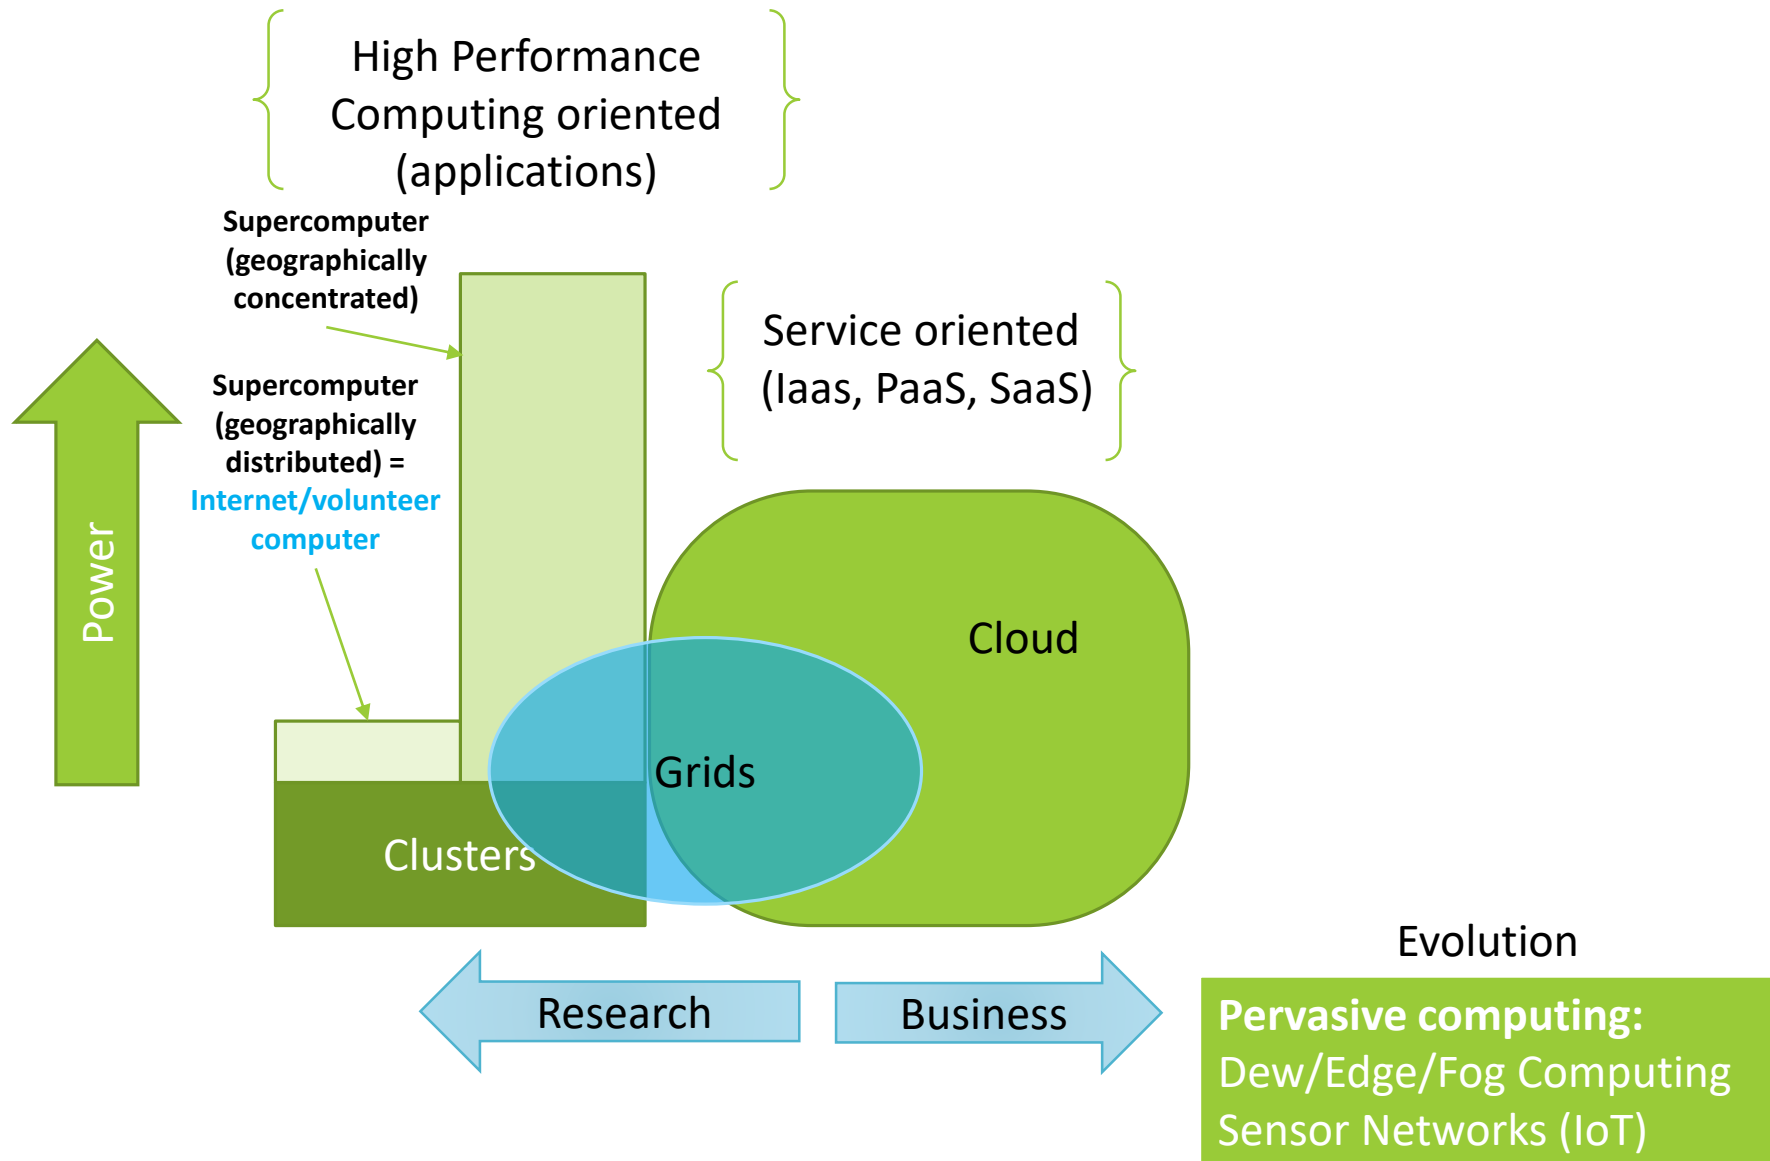 High Performance
Computing oriented
(applications)
Supercomputer
(geographically
concentrated)
Service oriented
(Iaas, PaaS, SaaS)
Supercomputer
(geographically
distributed) =
Internet/volunteer
computer
Power
Cloud
Grids
Clusters
Evolution
Research
Business
Pervasive computing:
Dew/Edge/Fog Computing
Sensor Networks (IoT)